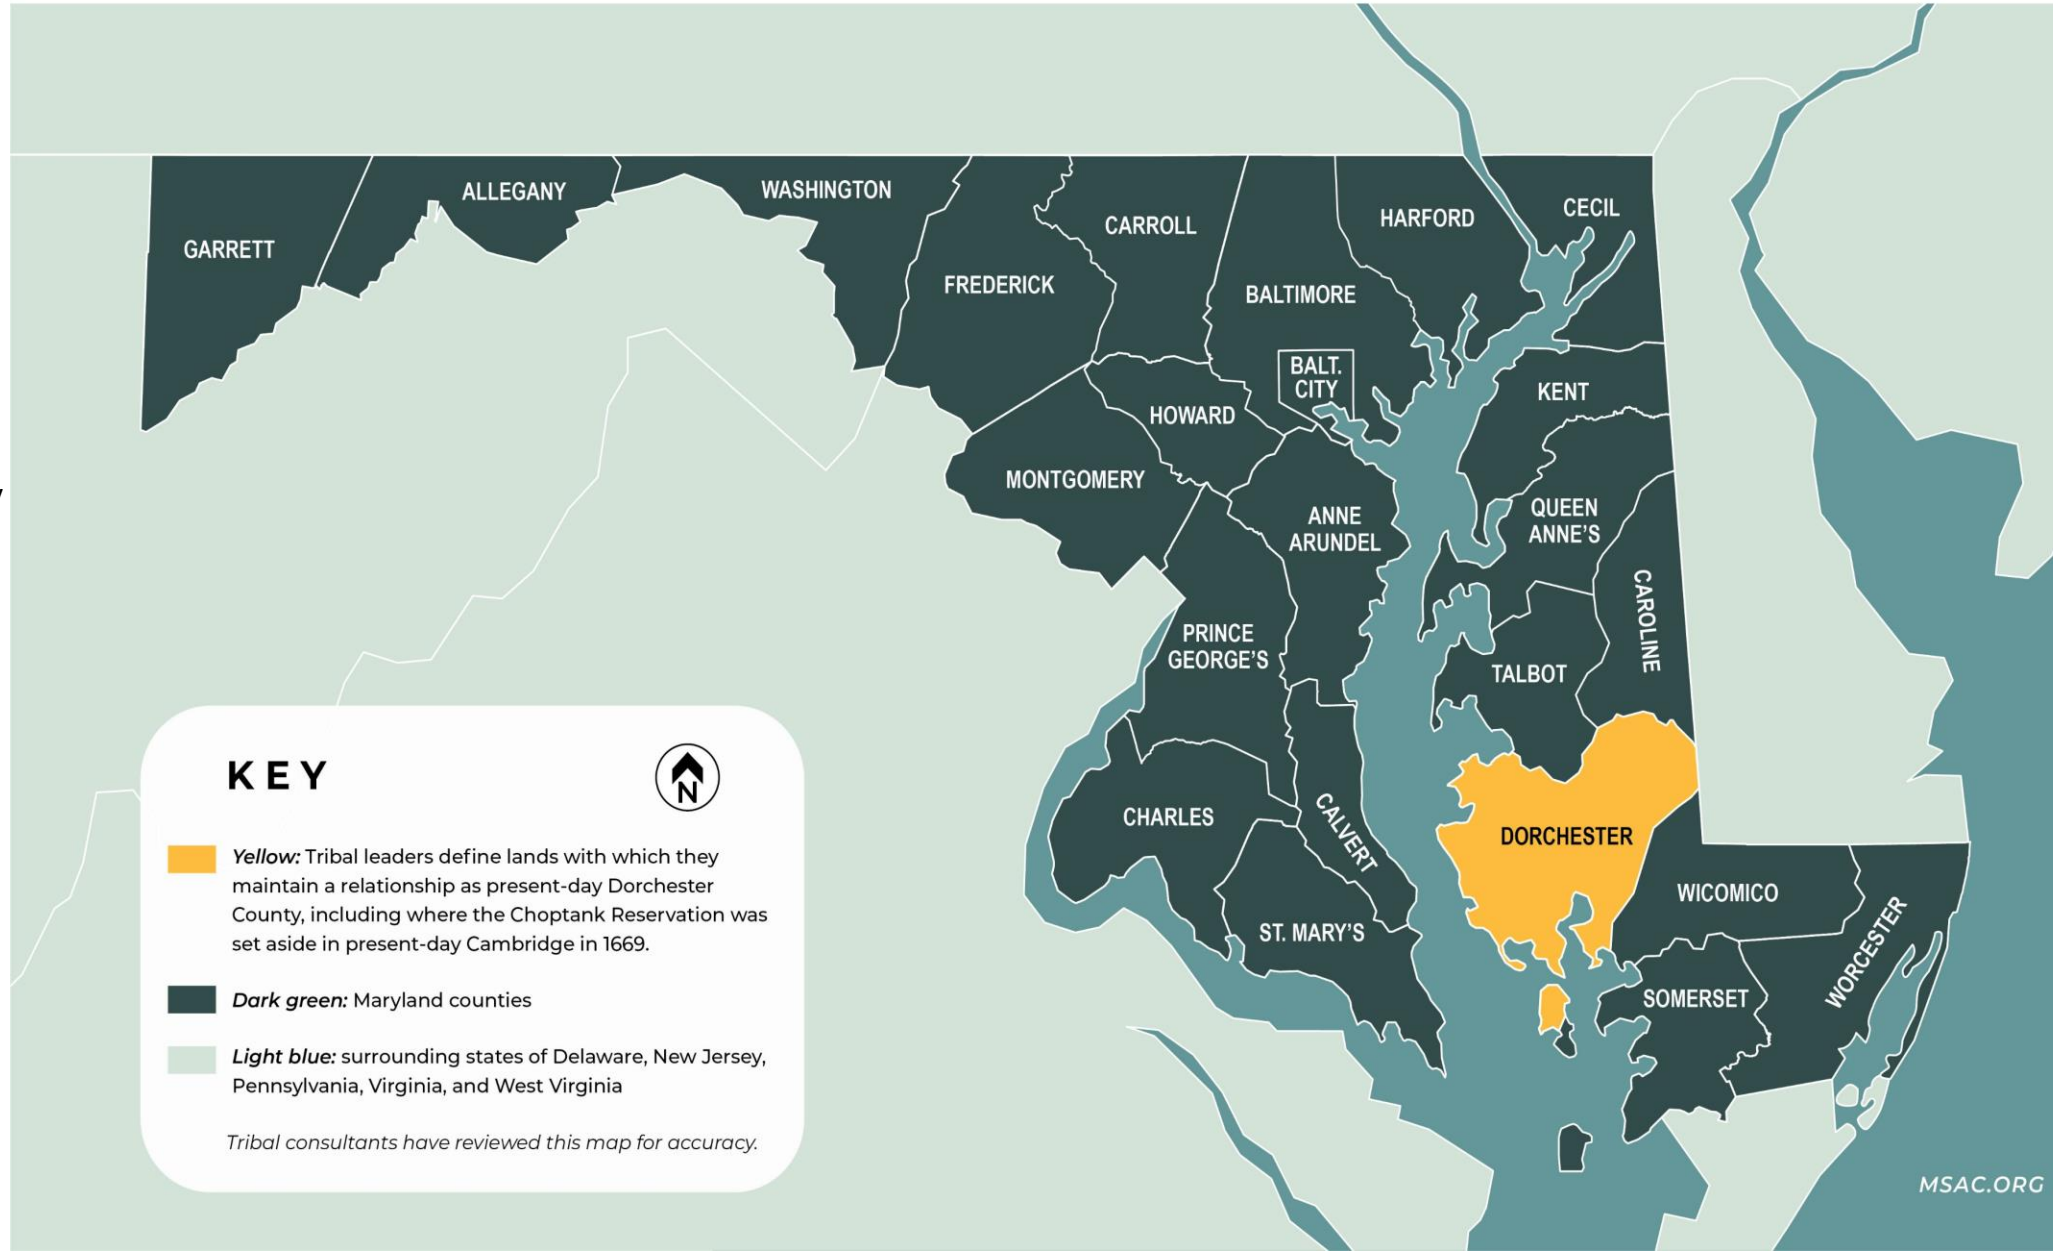 ALLEGANY
WASHINGTON
CECIL
HARFORD
CARROLL
GARRETT
FREDERICK
BALTIMORE
BALT.
CITY
KENT
HOWARD
MONTGOMERY
QUEEN
ANNE'S
ANNE
ARUNDEL
CAROLINE
PRINCE
GEORGE'S
TALBOT
CHARLES
CALVERT
DORCHESTER
WICOMICO
ST. MARY'S
WORCESTER
SOMERSET
KEY
N
Yellow: Tribal leaders define lands with which they
maintain a relationship as present-day Dorchester
County, including where the Choptank Reservation was
set aside in present-day Cambridge in 1669.
Dark green: Maryland counties
Light blue: surrounding states of Delaware, New Jersey,
Pennsylvania, Virginia, and West Virginia
Tribal consultants have reviewed this map for accuracy.
MSAC.ORG